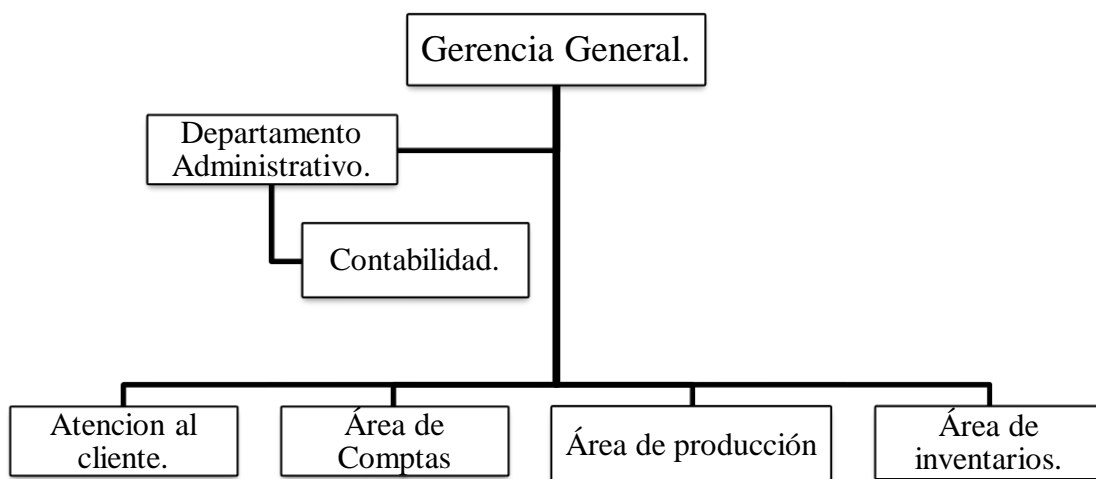 Gerencia General.
Departamento
Administrativo.
Contabilidad.
Atencion al
cliente.
Área de
Comptas
Área de producción
Área de
inventarios.